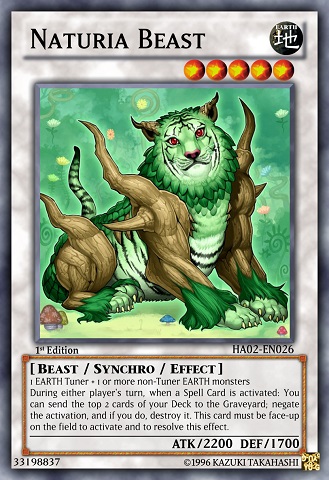 NATURIA BEAST
EARTH
地
1st Edition
HA02-EN026
[BEAST / SYNCHRO / EFFECT]
1 EARTH Tuner + 1 or more non-Tuner EARTH monsters
During either player's turn, when a Spell Card is activated: You
can send the top 2 cards of your Deck to the Graveyard; negate
the activation, and if you do, destroy it. This card must be face-up
on the field to activate and to resolve this effect.
ATK/2200 DEF/1700
33198837
©1996 KAZUKI TAKAHASHI